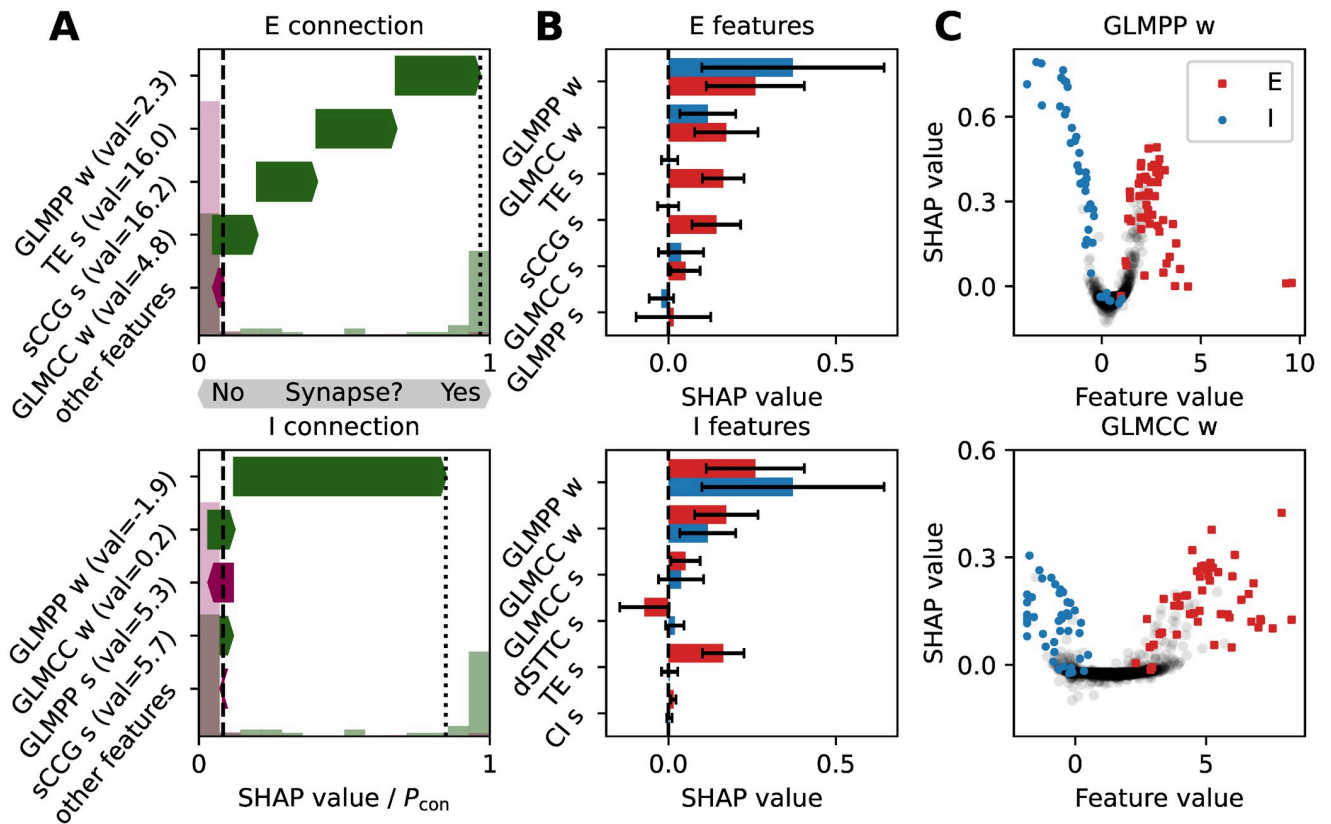 A
E connection
GLMPP w (val=2.3)
TE s (val=16.0)
sCCG s (val=16.2)
GLMCC w (val=4.8)
other features
0
1
No Synapse? Yes
I connection
GLMPP w (val=-1.9)
GLMCC w (val=0.2)
GLMPP s (val=5.3)
sCCG s (val=5.7)
other features
0
1
SHAP value / Pcon
B
E features
GLMPP w
GLMCC w
TE s
sCCG s
GLMCC s
GLMPP s
0.0
0.5
SHAP value
I features
GLMPP w
GLMCC w
GLMCC s
dSTTC s
TE s
CI s
0.0
0.5
SHAP value
C
GLMPP w
E
I
SHAP value
0.6
0.3
0.0
0
5
10
Feature value
GLMCC w
SHAP value
0.6
0.3
0.0
0
5
Feature value